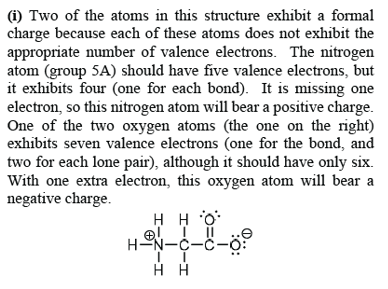 (i) Two of the atoms in this structure exhibit a formal
charge because each of these atoms does not exhibit the
appropriate number of valence electrons. The nitrogen
atom (group 5A) should have five valence electrons, but
it exhibits four (one for each bond). It is missing one
electron, so this nitrogen atom will bear a positive charge.
One of the two oxygen atoms (the one on the right)
exhibits seven valence electrons (one for the bond, and
two for each lone pair), although it should have only six.
With one extra electron, this oxygen atom will bear a
negative charge.
H H O
⊕ ⊖
H–N–C–C–O
H H